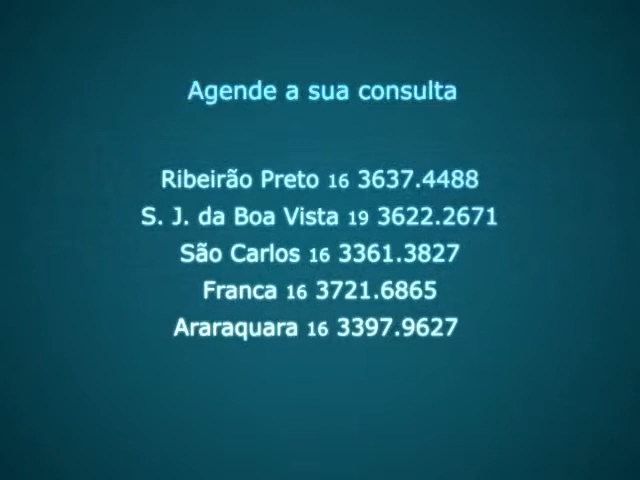 Agende a sua consulta
Ribeirão Preto 16 3637.4488
S. J. da Boa Vista 19 3622.2671
São Carlos 16 3361.3827
Franca 16 3721.6865
Araraquara 16 3397.9627